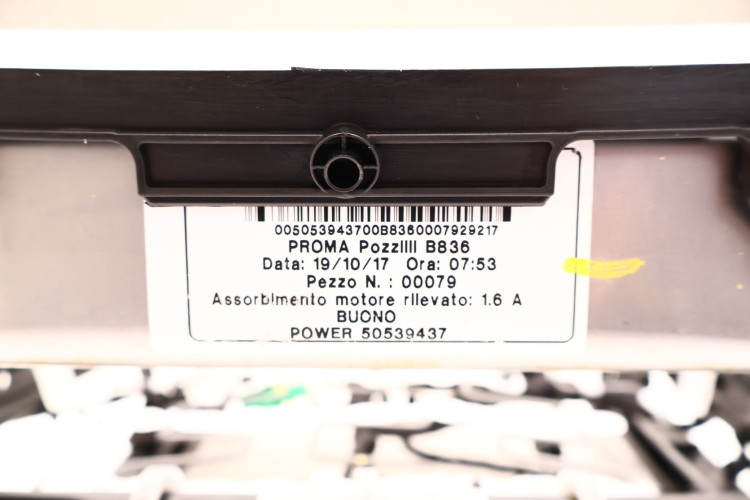 005053943700B8360007929217
PROMA PozzIIII B836
Data: 19/10/17 Ora: 07:53
Pezzo N. : 00079
Assorbimento motore rilevato: 1.6 A
BUONO
POWER 50539437